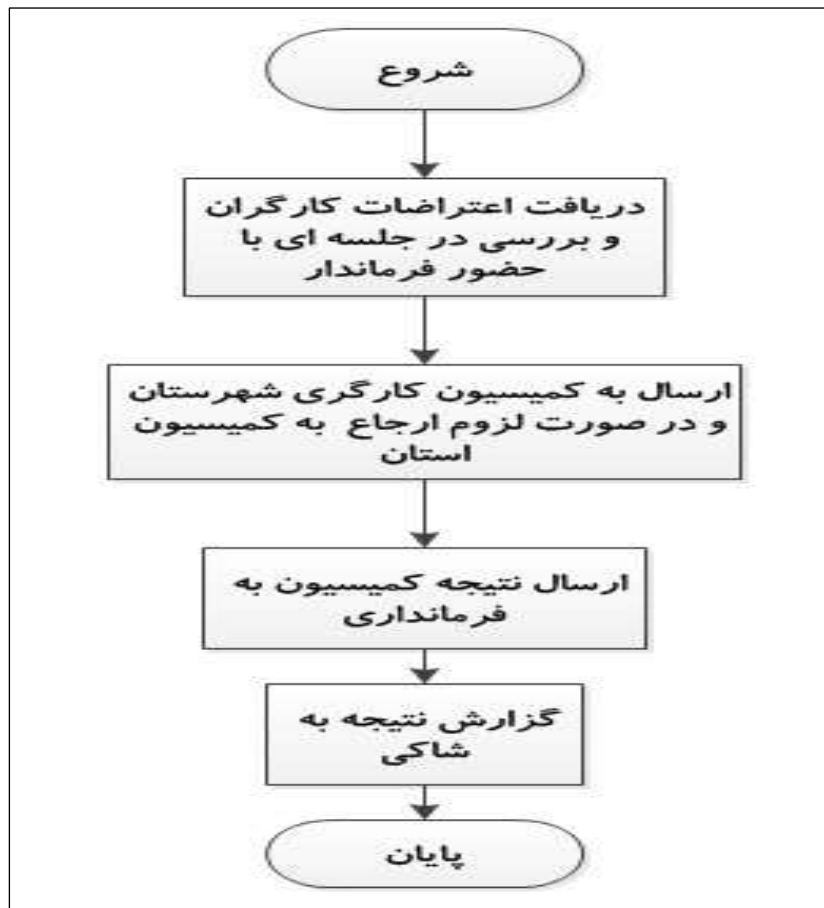 شروع
دریافت اعتراضات کارگران
و بررسی در جلسه ای با
حضور فرماندار
ارسال به کمیسیون کارگری شهرستان
و در صورت لزوم ارجاع به کمیسیون
استان
ارسال نتیجه کمیسیون به
فرمانداری
گزارش نتیجه به
شاکی
پایان